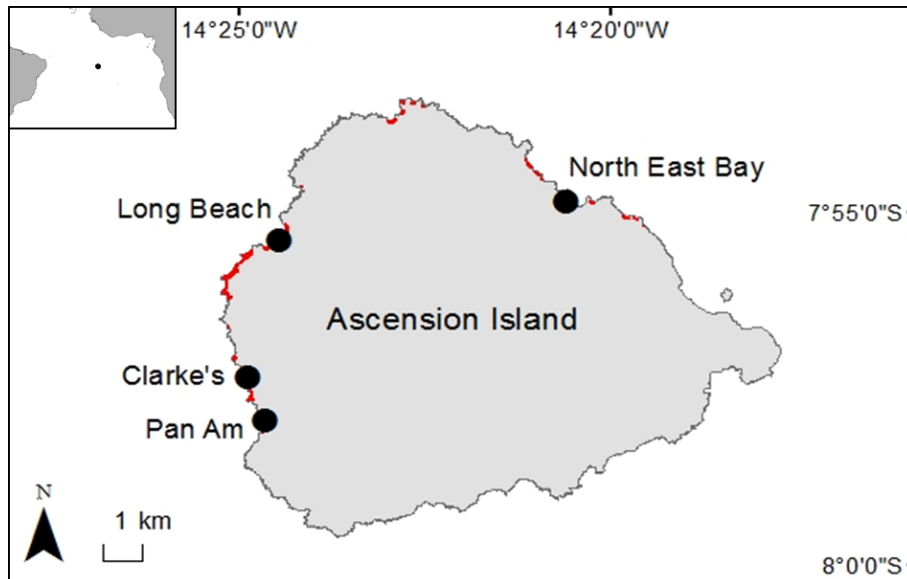 14°25'0"W
14°20'0"W
North East Bay
Long Beach
7°55'0"S
Ascension Island
Clarke's
Pan Am
N
1 km
8°0'0"S